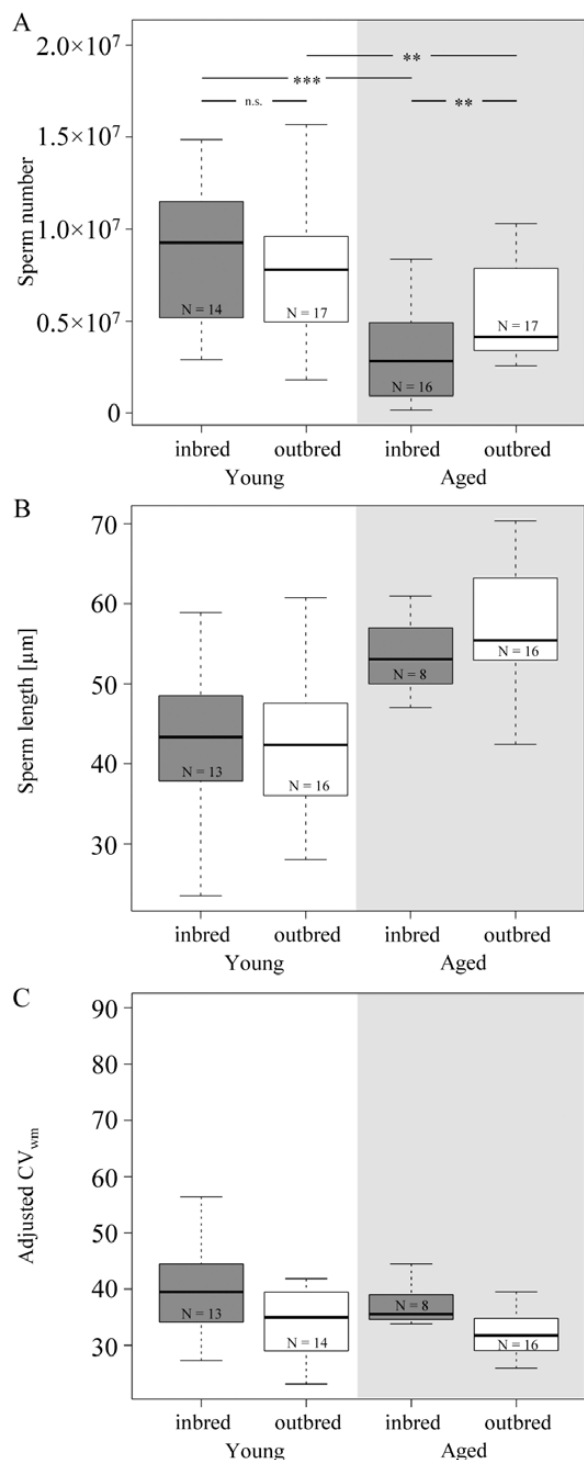 A
Sperm number
2.0×10⁷
1.5×10⁷
1.0×10⁷
0.5×10⁷
0
**
***
n.s.
**
N = 14
N = 17
N = 16
N = 17
inbred outbred inbred outbred
Young Aged
B
Sperm length [µm]
70
60
50
40
30
N = 13
N = 16
N = 8
N = 16
inbred outbred inbred outbred
Young Aged
C
Adjusted CVwm
90
80
70
60
50
40
30
N = 13
N = 14
N = 8
N = 16
inbred outbred inbred outbred
Young Aged